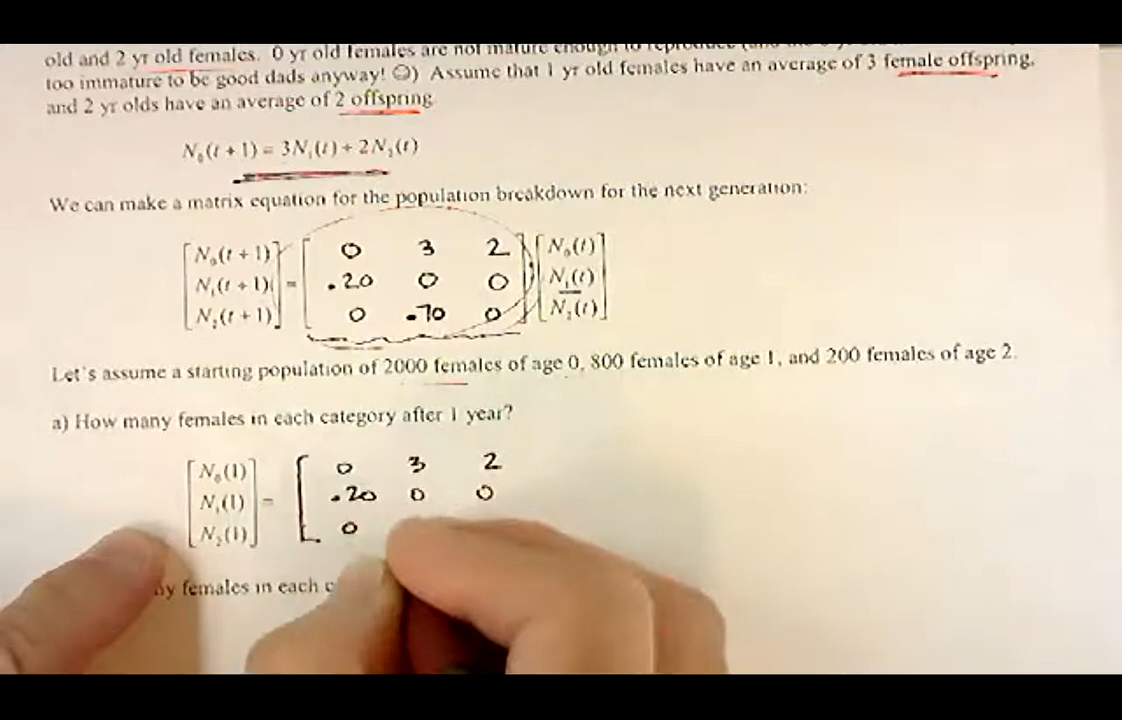 old and 2 yr old females. 0 yr old females are not mature enough to reproduce
too immature to be good dads anyway! ☺) Assume that 1 yr old females have an average of 3 female offspring,
and 2 yr olds have an average of 2 offspring
N₀(t + 1) = 3N₁(t) + 2N₂(t)
We can make a matrix equation for the population breakdown for the next generation:
[N₀(t + 1)] = [0 3 2] [N₀(t)]
[N₁(t + 1)] [.20 0 0] [N₁(t)]
[N₂(t + 1)] [0 .70 0] [N₂(t)]
Let's assume a starting population of 2000 females of age 0, 800 females of age 1, and 200 females of age 2.
a) How many females in each category after 1 year?
[N₀(1)] = [0 3 2
[N₁(1)] [.20 0 0
[N₂(1)] [0
females in each